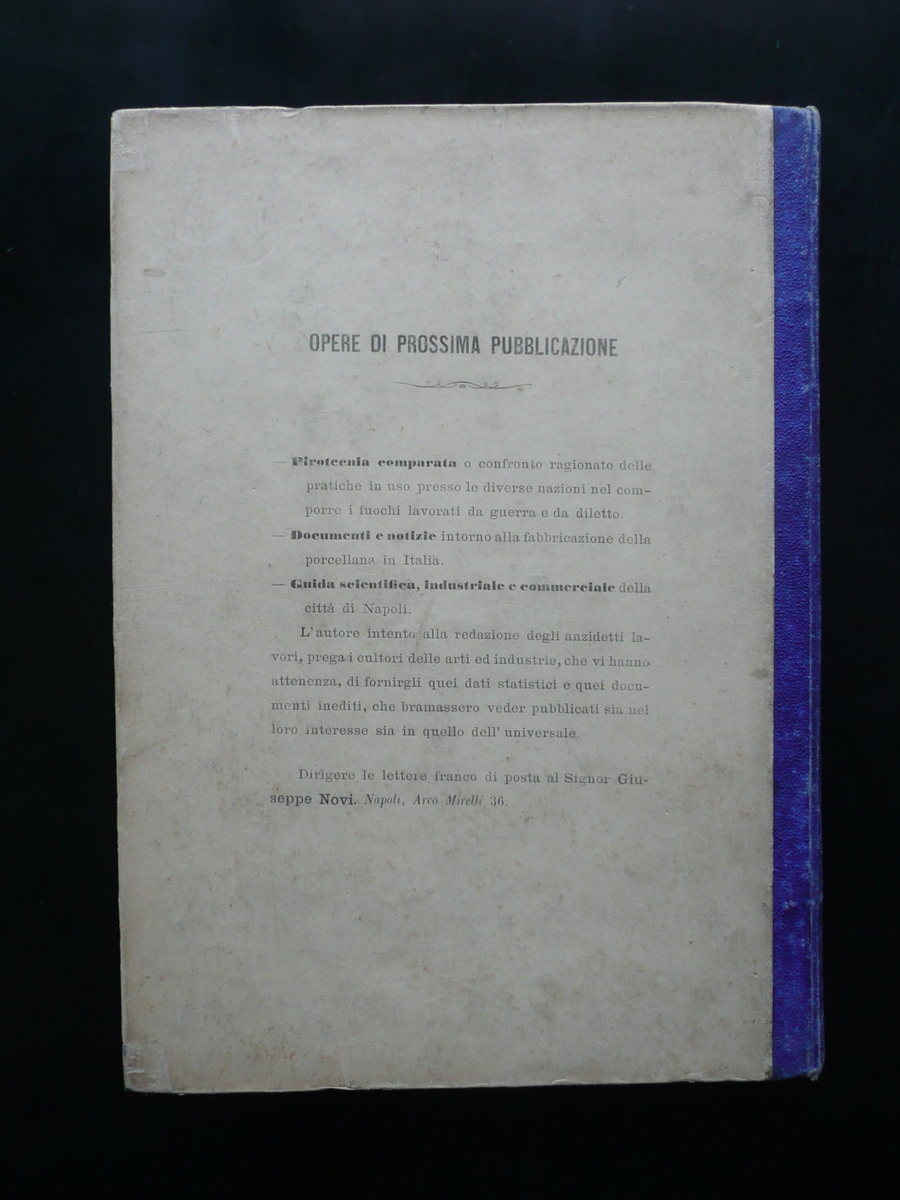 OPERE DI PROSSIMA PUBBLICAZIONE
— Pirotecnia comparata o confronto ragionato delle
pratiche in uso presso le diverse nazioni nel com-
porre i fuochi lavorati da guerra e da diletto.
— Documenti e notizie intorno alla fabbricazione della
porcellana in Italia.
— Guida scientifica, industriale e commerciale della
città di Napoli.
L'autore intento alla redazione degli anzidetti la-
vori, prega i cultori delle arti ed industrie, che vi hanno
attenenza, di fornirgli quei dati statistici e quei docu-
menti inediti, che bramassero veder pubblicati sia nel
loro interesse sia in quello dell' universale.
Dirigere le lettere franco di posta al Signor Giu-
seppe Novi. Napoli, Arco Mirelli 36.